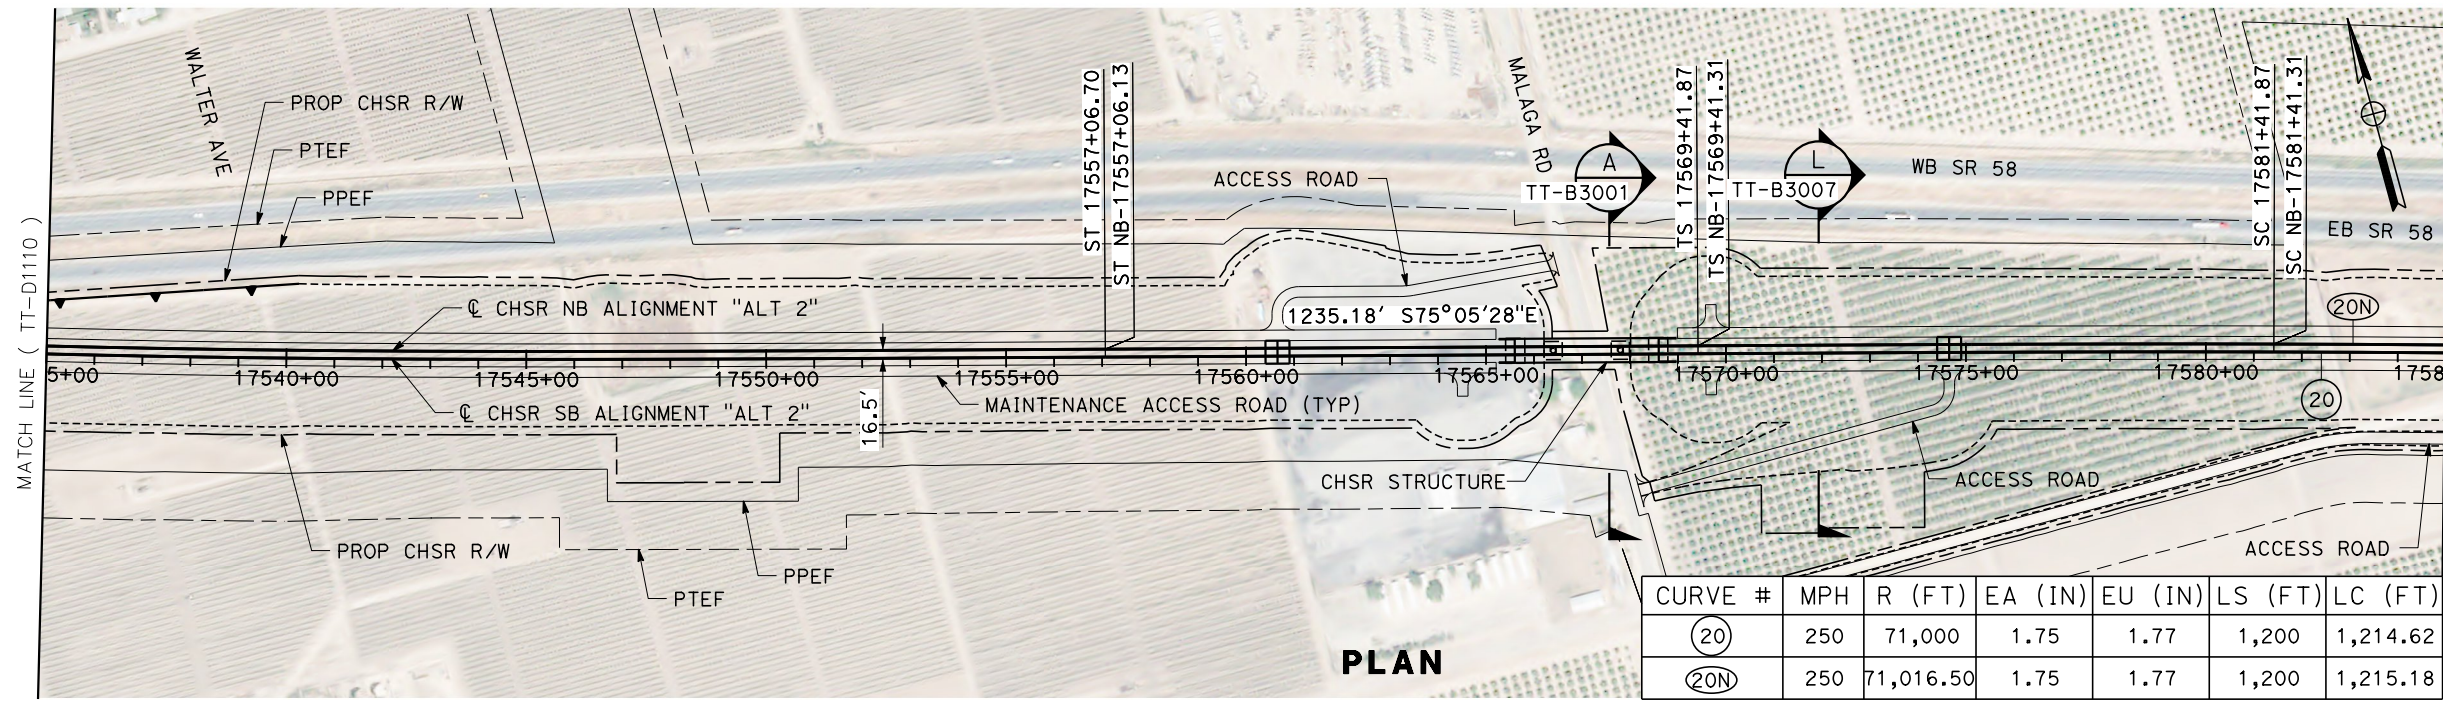 WALTER AVE
PROP CHSR R/W
PTEF
PPEF
MATCH LINE ( TT-D1110 )
℄ CHSR NB ALIGNMENT "ALT 2"
℄ CHSR SB ALIGNMENT "ALT 2"
16.5'
MAINTENANCE ACCESS ROAD (TYP)
ST 17557+06.70
ST NB-17557+06.13
ACCESS ROAD
1235.18' S75°05'28"E
MALAGA RD
A
TT-B3001
TS 17569+41.87
TS NB-17569+41.31
L
TT-B3007
WB SR 58
SC 17581+41.87
SC NB-17581+41.31
EB SR 58
20N
5+00 17540+00 17545+00 17550+00 17555+00 17560+00 17565+00 17570+00 17575+00 17580+00 1758
20
CHSR STRUCTURE
ACCESS ROAD
ACCESS ROAD
PROP CHSR R/W
PTEF
PPEF
PLAN
CURVE # MPH R (FT) EA (IN) EU (IN) LS (FT) LC (FT)
20 250 71,000 1.75 1.77 1,200 1,214.62
20N 250 71,016.50 1.75 1.77 1,200 1,215.18